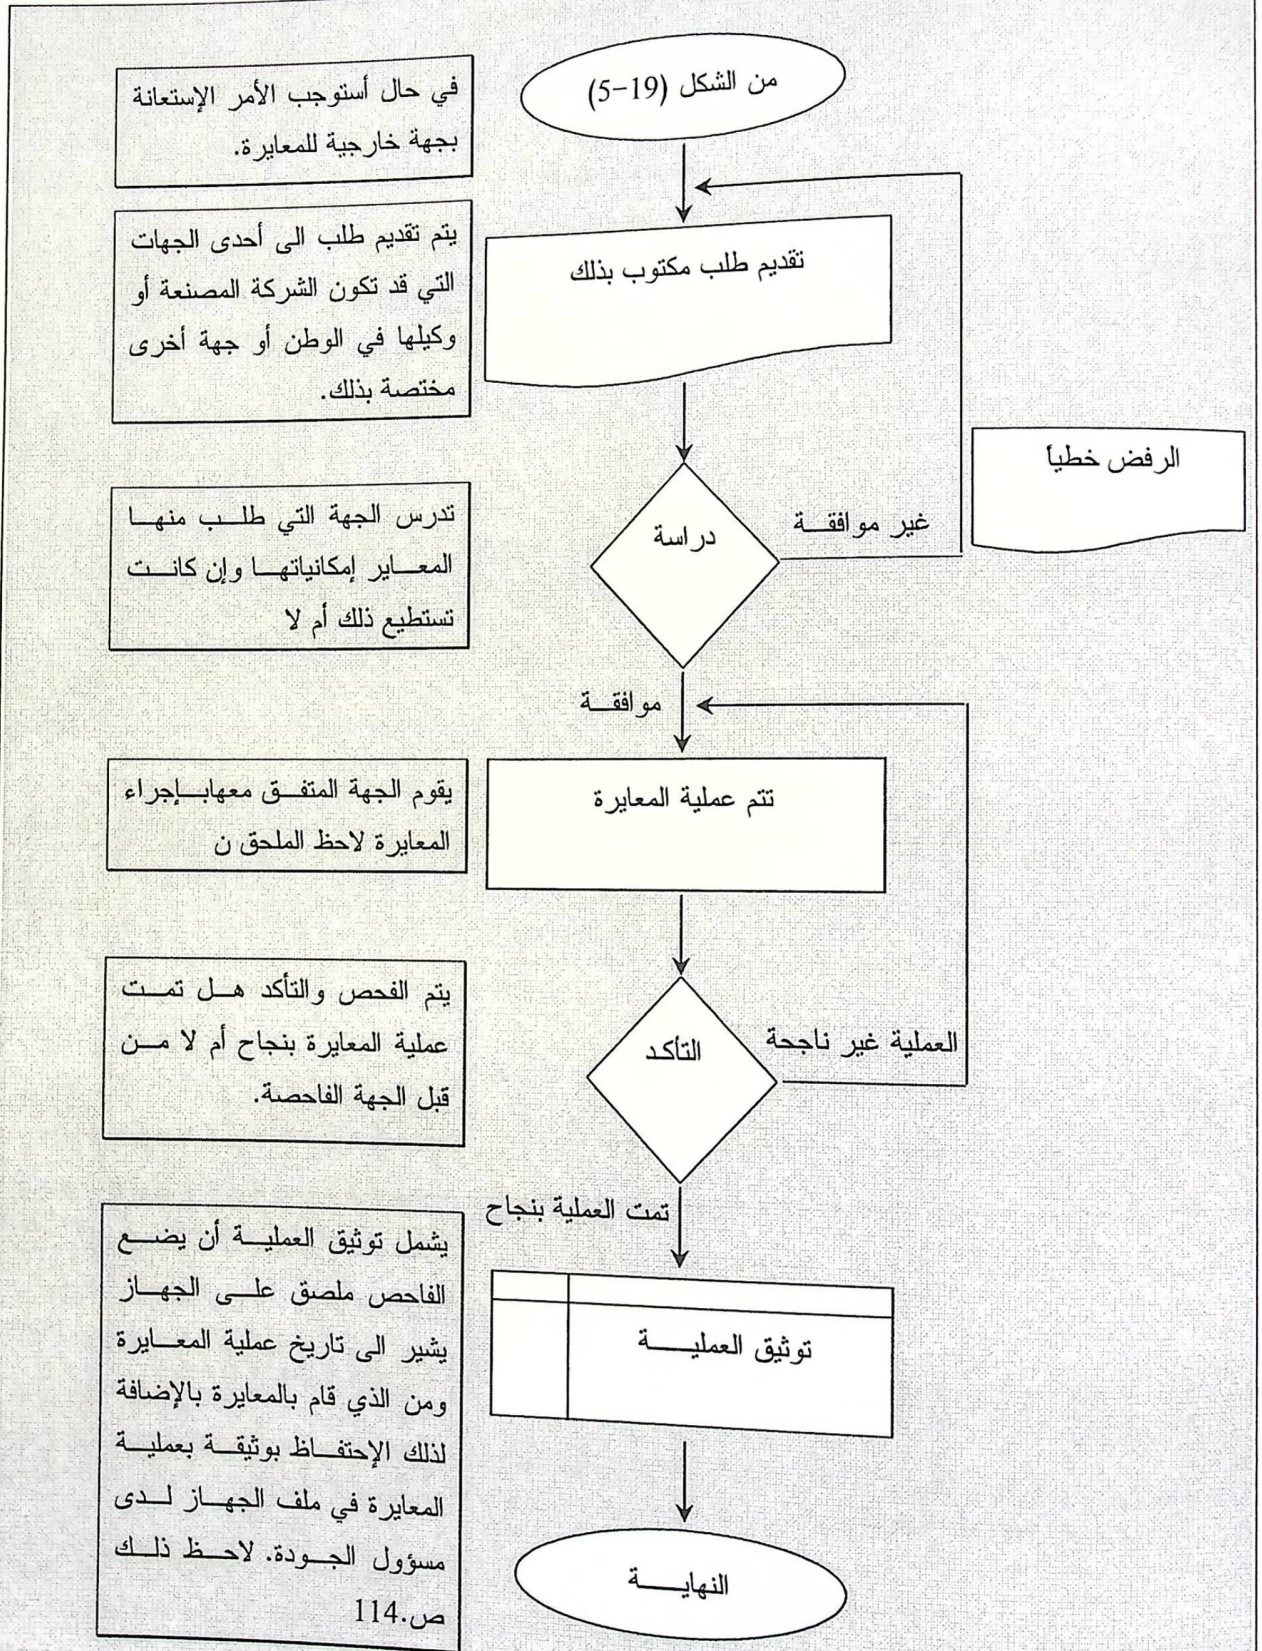 من الشكل (19-5)
في حال أستوجب الأمر الإستعانة
بجهة خارجية للمعايرة.
تقديم طلب مكتوب بذلك
يتم تقديم طلب الى أحدى الجهات
التي قد تكون الشركة المصنعة أو
وكيلها في الوطن أو جهة أخرى
مختصة بذلك.
الرفض خطياً
غير موافقة
دراسة
تدرس الجهة التي طلب منها
المعاير إمكانياتها وإن كانت
تستطيع ذلك أم لا
موافقة
تتم عملية المعايرة
يقوم الجهة المتفق معهابإجراء
المعايرة لاحظ الملحق ن
العملية غير ناجحة
التأكد
يتم الفحص والتأكد هل تمت
عملية المعايرة بنجاح أم لا من
قبل الجهة الفاحصة.
تمت العملية بنجاح
توثيق العملية
يشمل توثيق العملية أن يضع
الفاحص ملصق على الجهاز
يشير الى تاريخ عملية المعايرة
ومن الذي قام بالمعايرة بالإضافة
لذلك الإحتفاظ بوثيقة بعملية
المعايرة في ملف الجهاز لدى
مسؤول الجودة. لاحظ ذلك
ص.114
النهاية